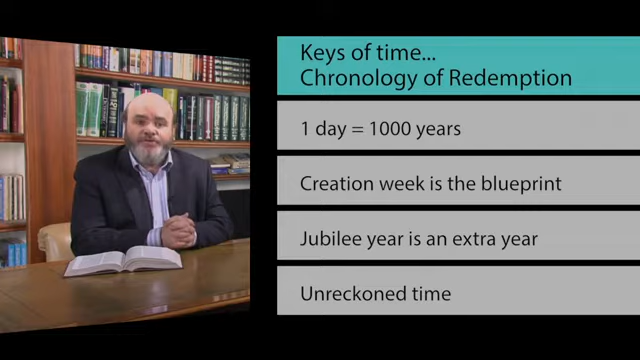 Keys of time...
Chronology of Redemption
1 day = 1000 years
Creation week is the blueprint
Jubilee year is an extra year
Unreckoned time